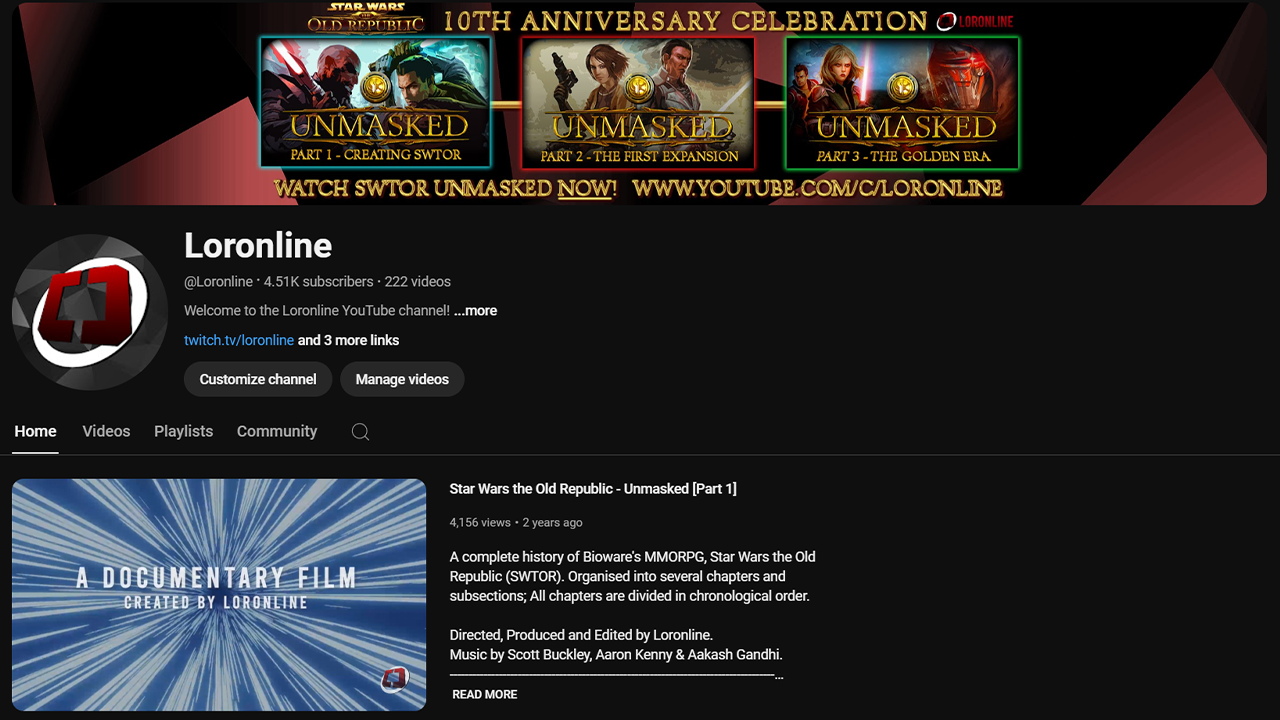 STAR WARS
THE OLD REPUBLIC
10TH ANNIVERSARY CELEBRATION
LORONLINE
UNMASKED
PART 1 - CREATING SWTOR
UNMASKED
PART 2 - THE FIRST EXPANSION
UNMASKED
PART 3 - THE GOLDEN ERA
WATCH SWTOR UNMASKED NOW! WWW.YOUTUBE.COM/C/LORONLINE
Loronline
@Loronline · 4.51K subscribers · 222 videos
Welcome to the Loronline YouTube channel! ...more
twitch.tv/loronline and 3 more links
Customize channel Manage videos
Home Videos Playlists Community
A DOCUMENTARY FILM
CREATED BY LORONLINE
Star Wars the Old Republic - Unmasked [Part 1]
4,156 views • 2 years ago
A complete history of Bioware's MMORPG, Star Wars the Old
Republic (SWTOR). Organised into several chapters and
subsections; All chapters are divided in chronological order.
Directed, Produced and Edited by Loronline.
Music by Scott Buckley, Aaron Kenny & Aakash Gandhi.
----------------------------------------------------------------------------------...
READ MORE